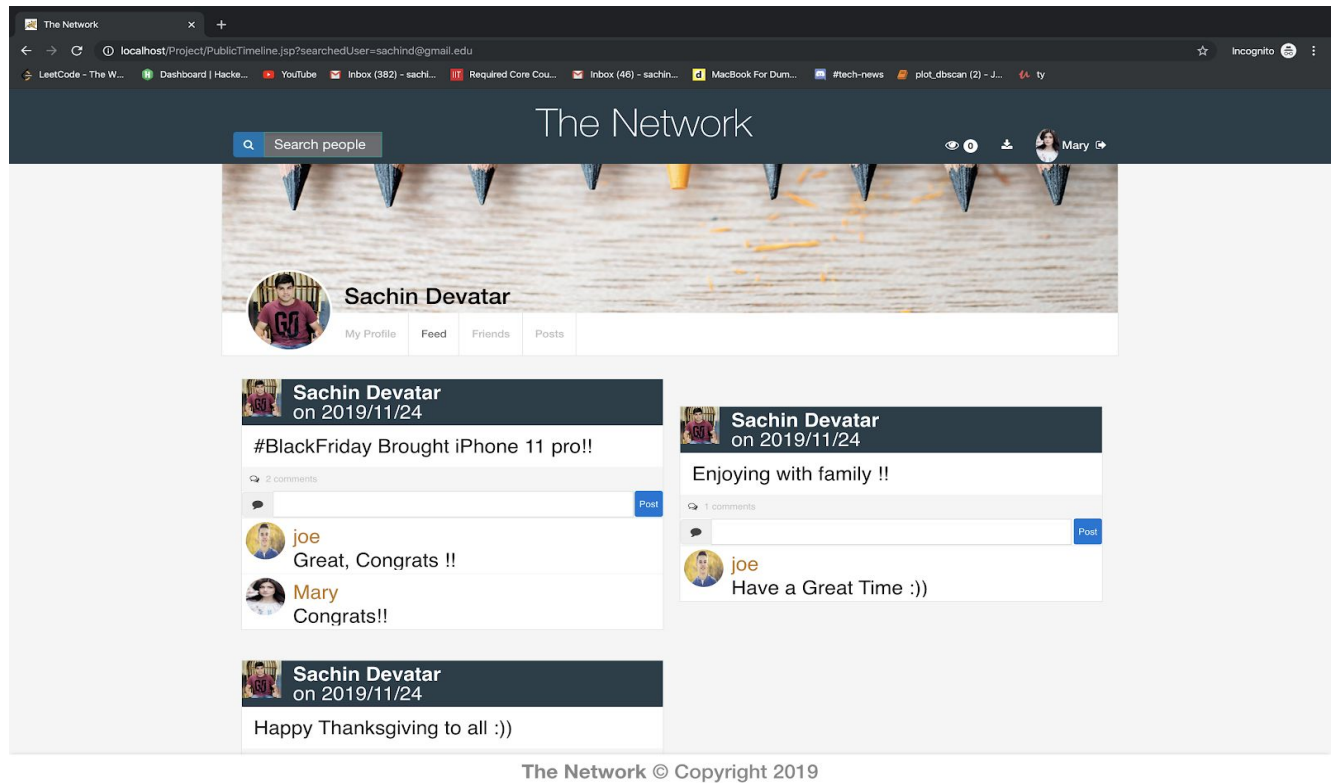 The Network
localhost/Project/PublicTimeline.jsp?searchedUser=sachind@gmail.edu
Incognito
LeetCode - The W...
Dashboard | Hacke...
YouTube
Inbox (382) - sachi...
Required Core Cou...
Inbox (46) - sachin...
MacBook For Dum...
#tech-news
plot_dbscan (2) - J...
ty
The Network
Search people
0
Mary
Sachin Devatar
My Profile
Feed
Friends
Posts
Sachin Devatar
on 2019/11/24
#BlackFriday Brought iPhone 11 pro!!
2 comments
Post
joe
Great, Congrats !!
Mary
Congrats!!
Sachin Devatar
on 2019/11/24
Enjoying with family !!
1 comments
Post
joe
Have a Great Time :))
Sachin Devatar
on 2019/11/24
Happy Thanksgiving to all :))
The Network © Copyright 2019